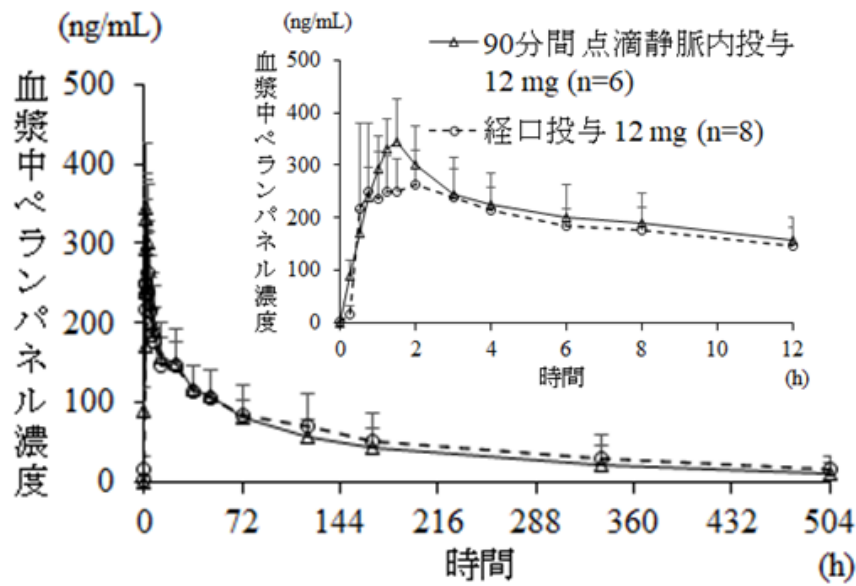 (ng/mL)
血漿中ペランパネル濃度
500
400
300
200
100
0
0 72 144 216 288 360 432 504
時間
(h)
(ng/mL)
血漿中ペランパネル濃度
500
400
300
200
100
0
0 2 4 6 8 10 12
時間
(h)
90分間 点滴静脈内投与
12 mg (n=6)
経口投与 12 mg (n=8)